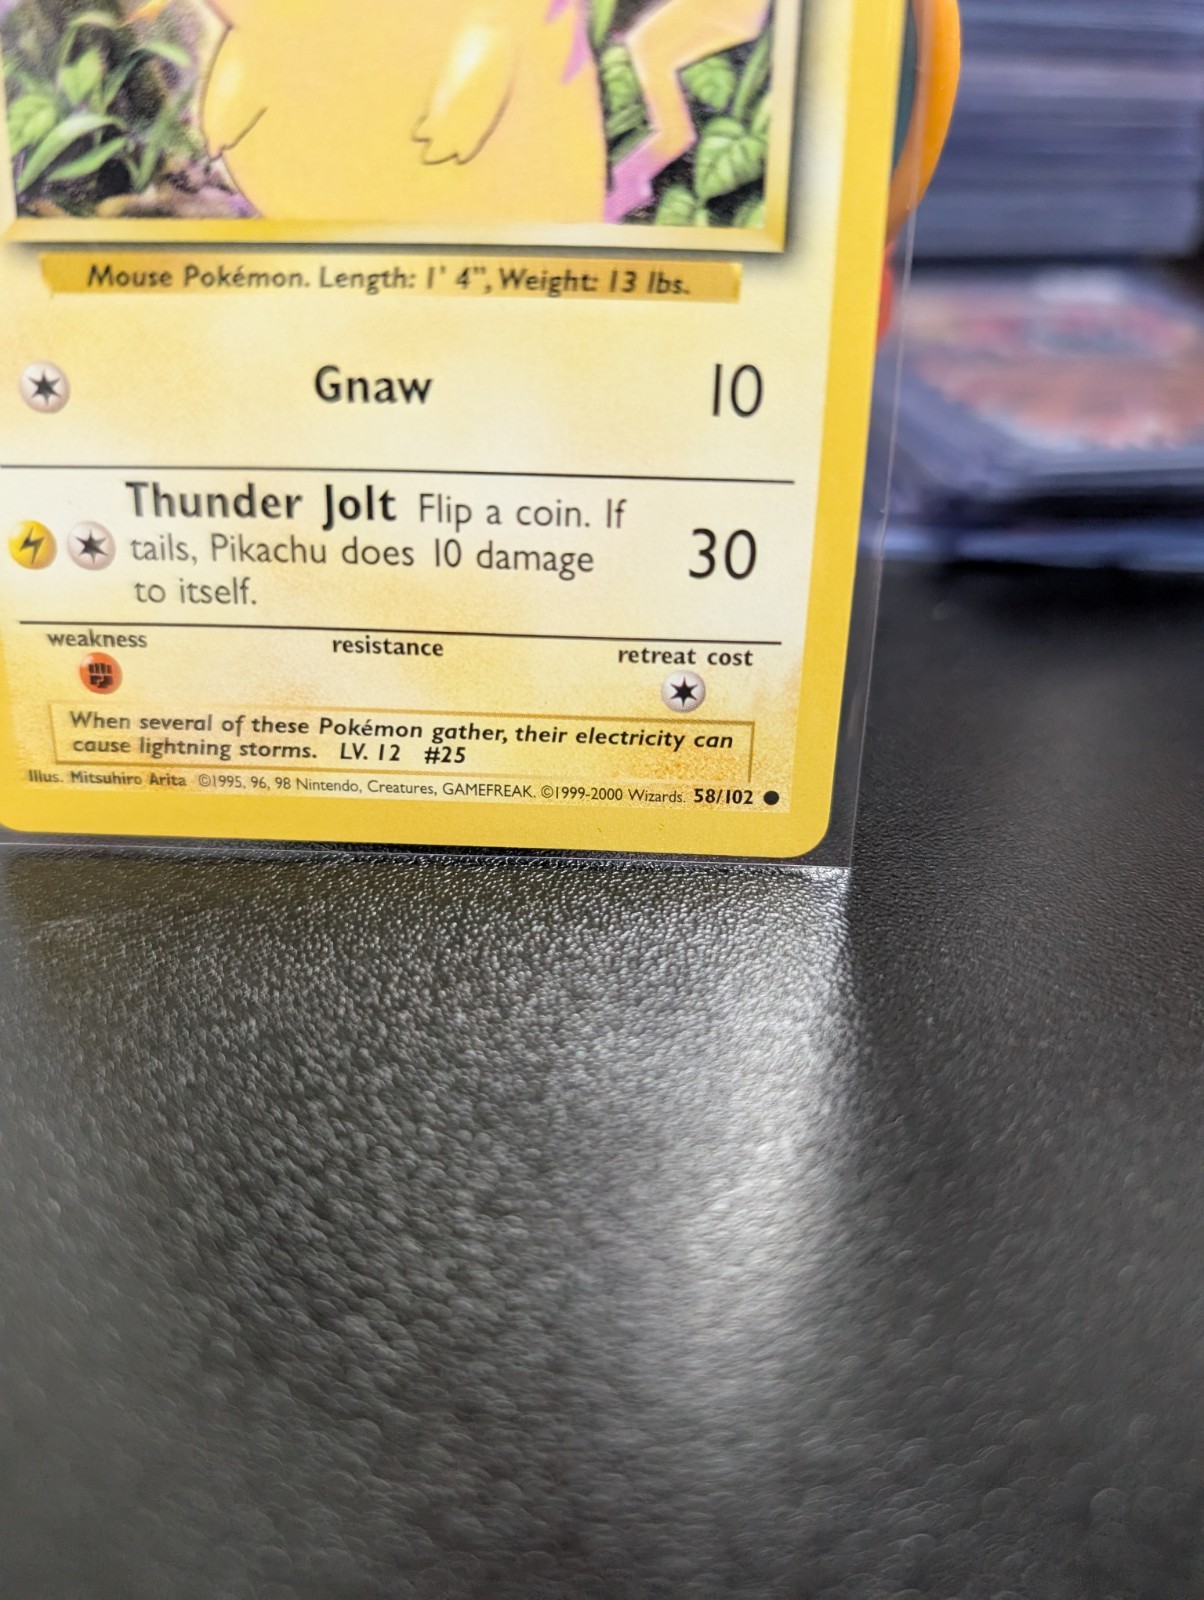 Mouse Pokémon. Length: 1' 4", Weight: 13 lbs.
Gnaw 10
Thunder Jolt Flip a coin. If
tails, Pikachu does 10 damage
to itself.
30
weakness resistance retreat cost
When several of these Pokémon gather, their electricity can
cause lightning storms. LV. 12 #25
Illus. Mitsuhiro Arita ©1995, 96, 98 Nintendo, Creatures, GAMEFREAK. ©1999-2000 Wizards. 58/102